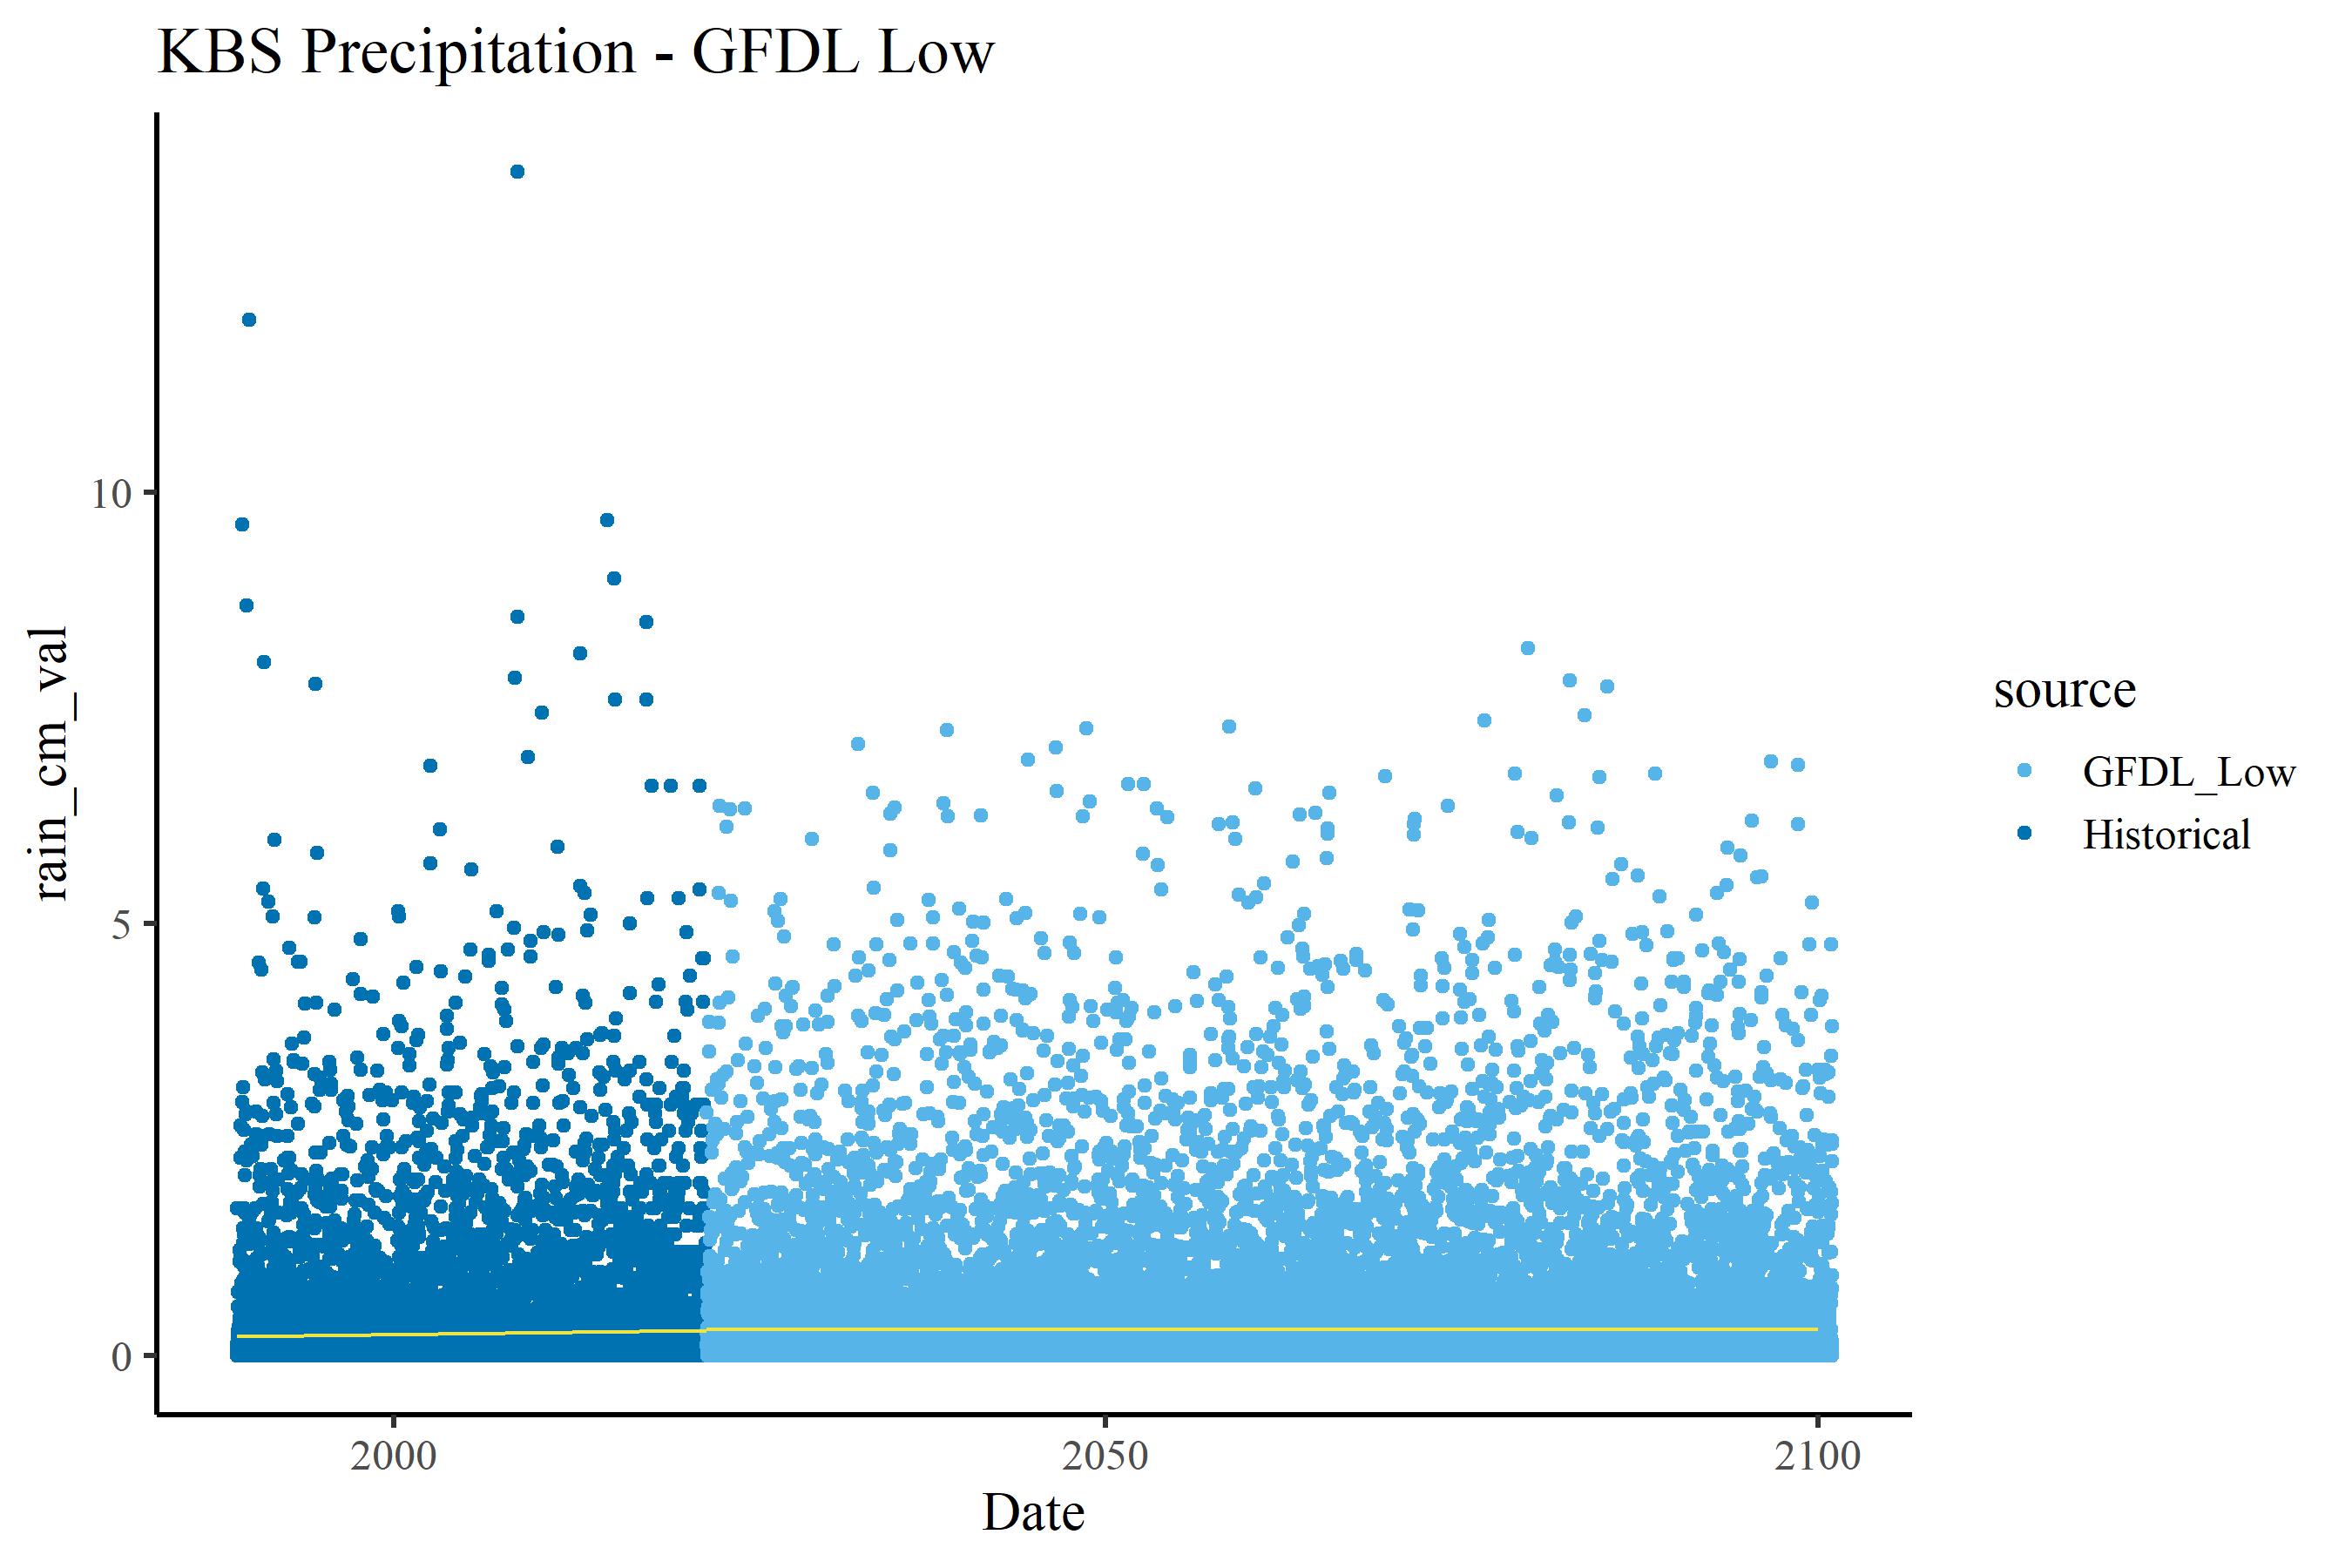 KBS Precipitation - GFDL Low
rain_cm_val
10
5
0
2000
2050
2100
Date
source
GFDL_Low
Historical